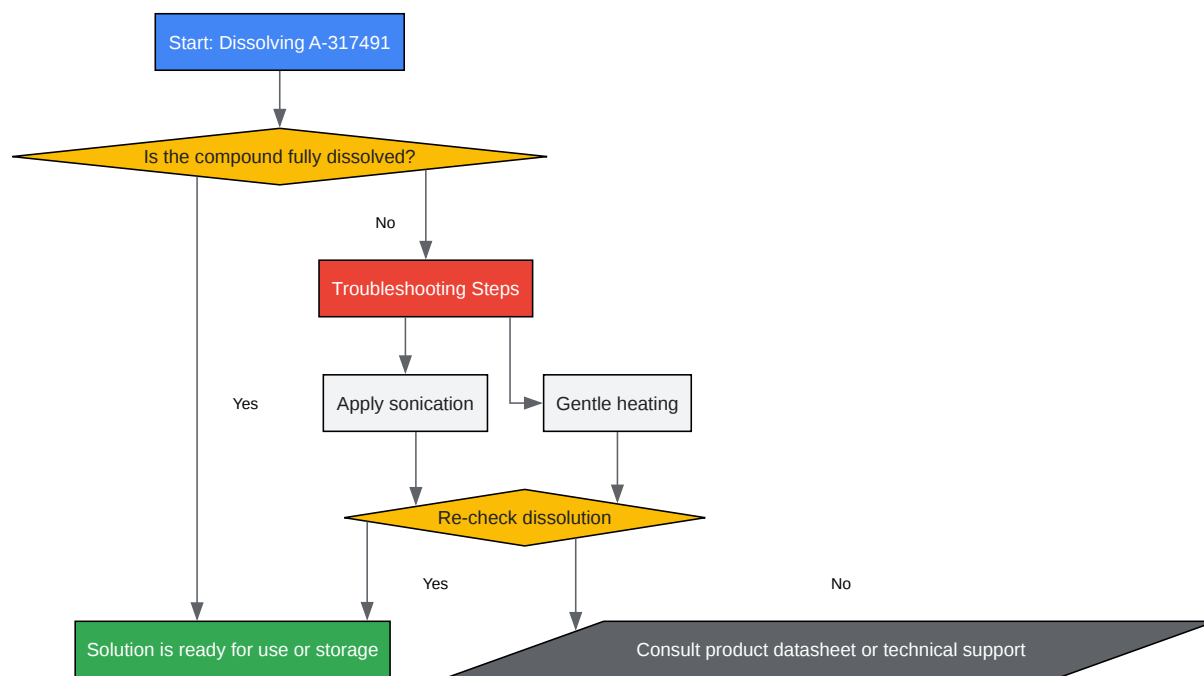 Start: Dissolving A-317491
Is the compound fully dissolved?
No
Troubleshooting Steps
Yes
Apply sonication
Gentle heating
Re-check dissolution
Yes
No
Solution is ready for use or storage
Consult product datasheet or technical support